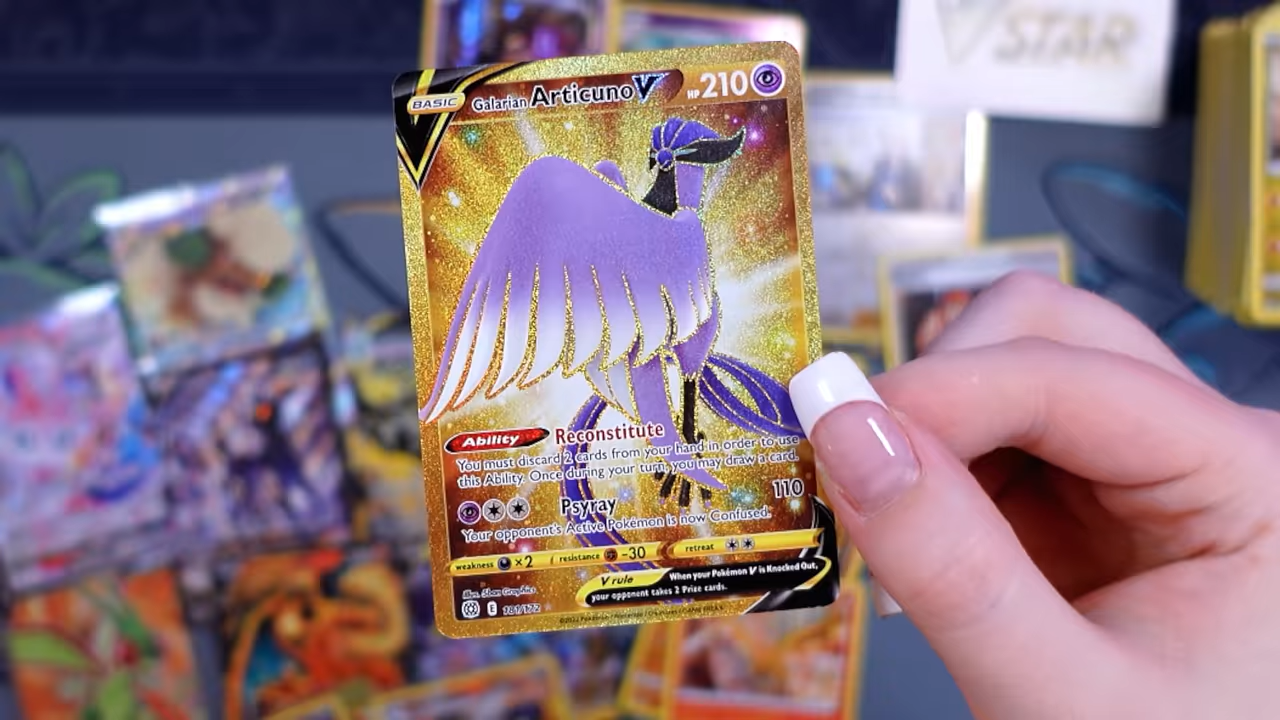 V STAR
BASIC
Galarian Articuno V
HP 210
Ability Reconstitute
You must discard 2 cards from your hand in order to use
this Ability. Once during your turn, you may draw a card.
Psyray 110
Your opponent's Active Pokémon is now Confused.
weakness ×2 resistance -30 retreat
V rule When your Pokémon V is Knocked Out,
your opponent takes 2 Prize cards.
E